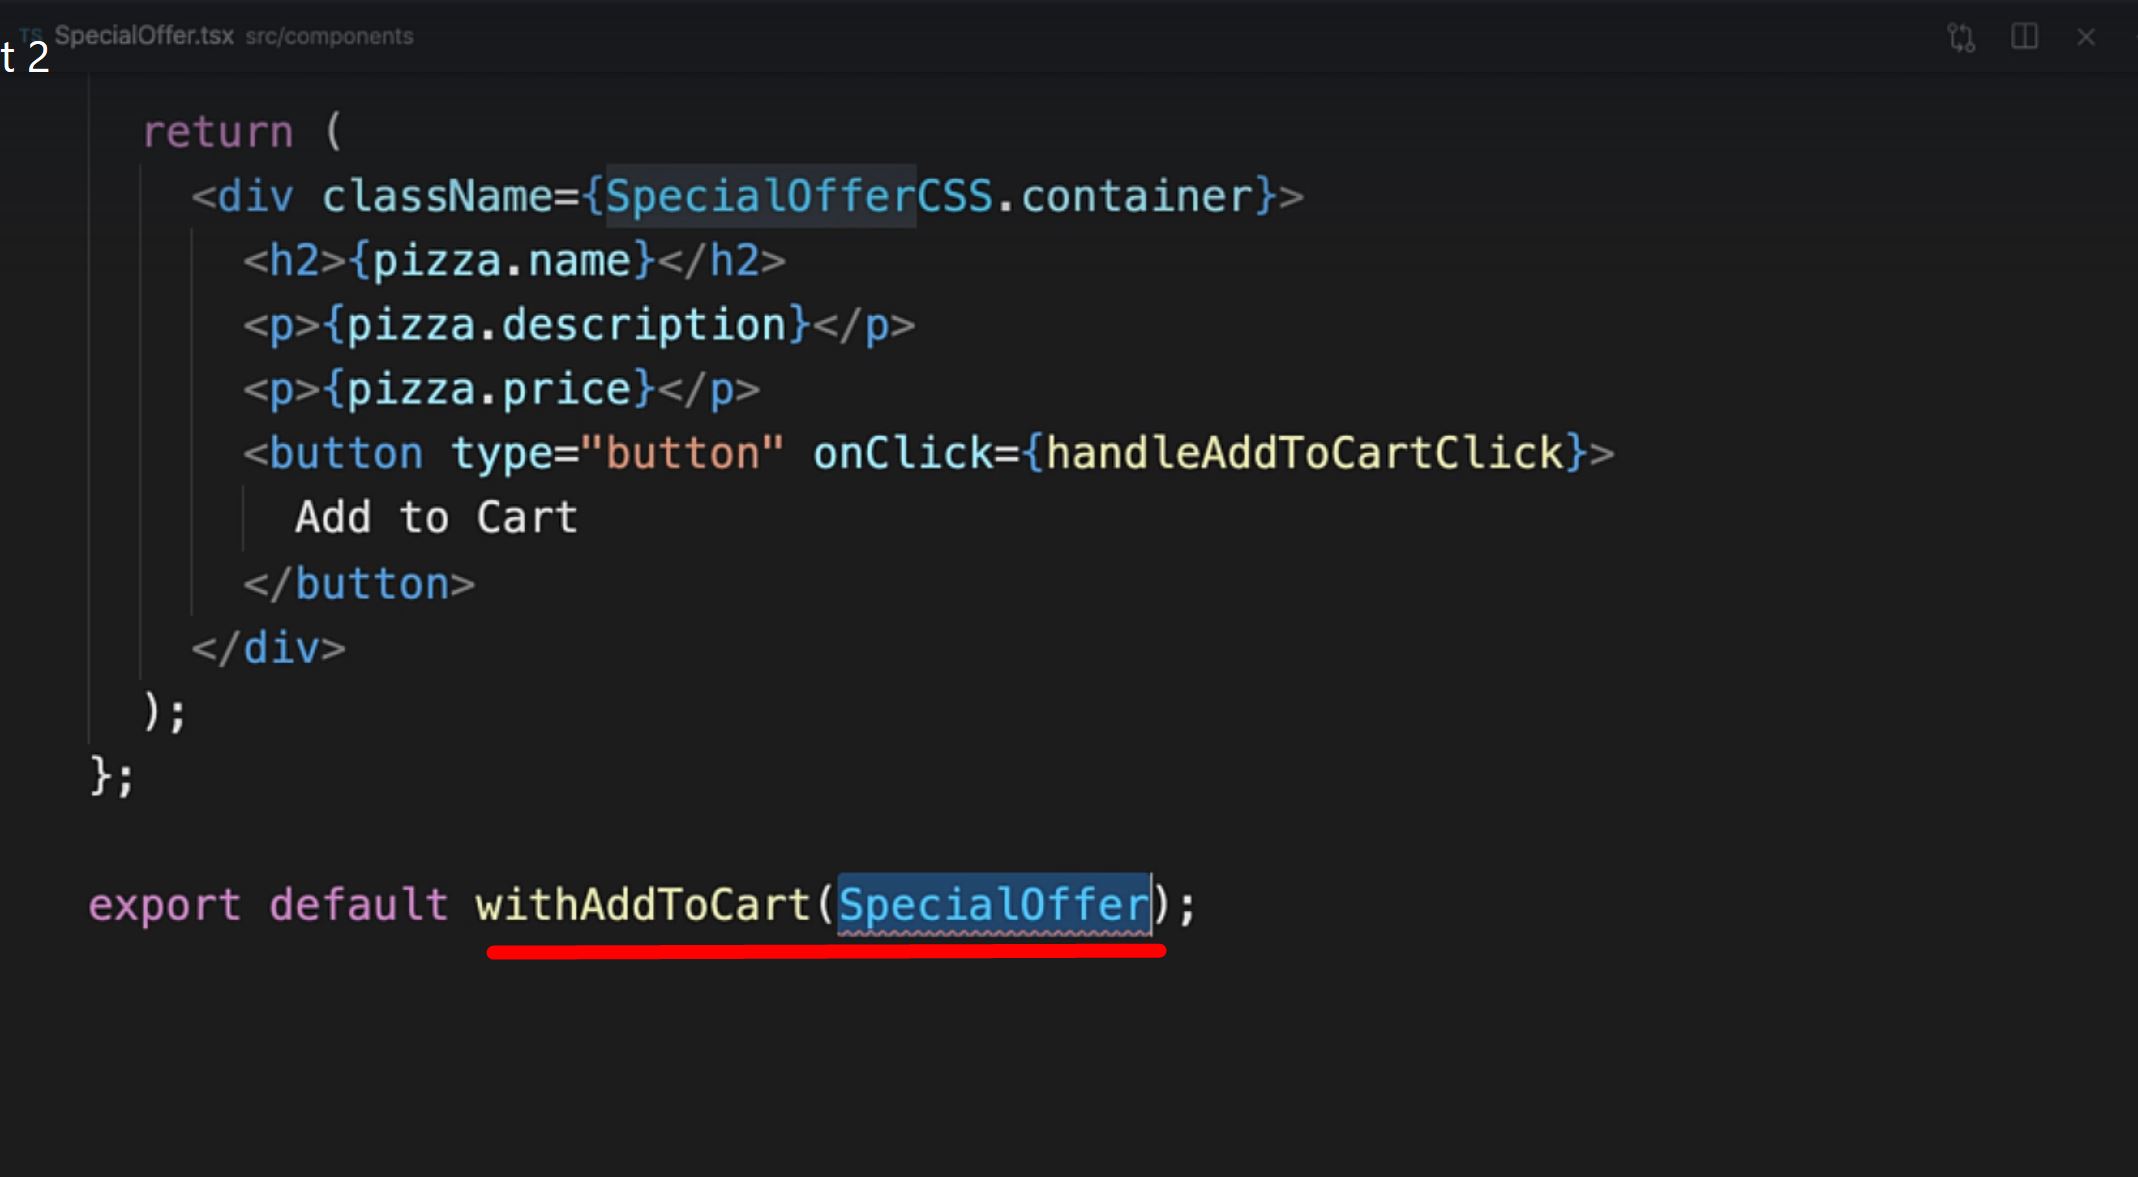 TS SpecialOffer.tsx src/components
t 2
return (
<div className={SpecialOfferCSS.container}>
<h2>{pizza.name}</h2>
<p>{pizza.description}</p>
<p>{pizza.price}</p>
<button type="button" onClick={handleAddToCartClick}>
Add to Cart
</button>
</div>
);
};
export default withAddToCart(SpecialOffer);